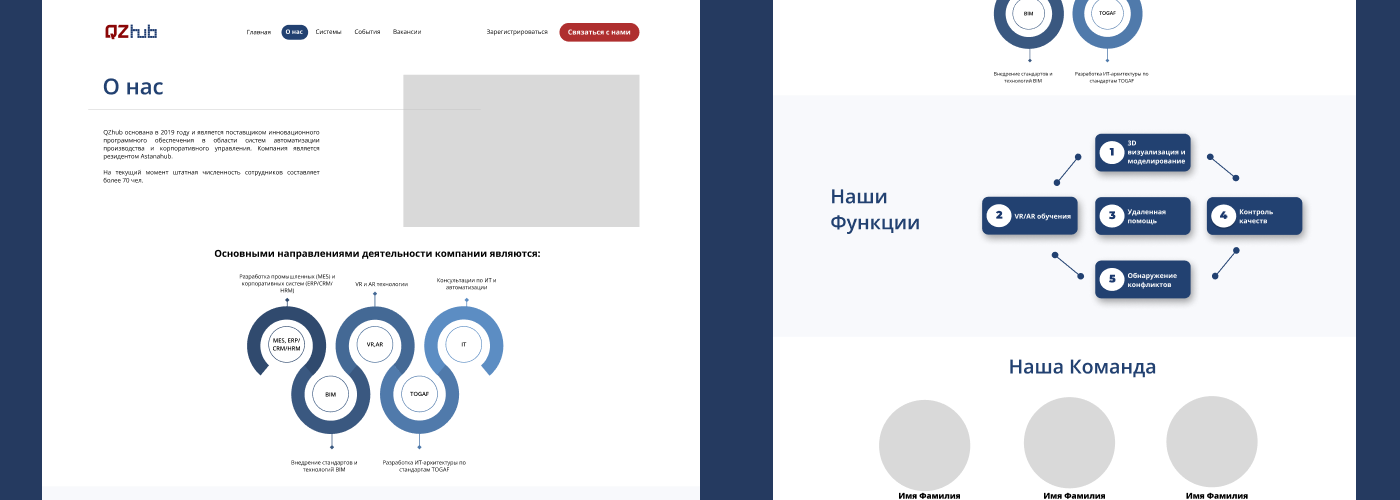 QZhub
Главная О нас Системы События Вакансии Зарегистрироваться Связаться с нами
О нас
QZhub основана в 2019 году и является поставщиком инновационного
программного обеспечения в области систем автоматизации
производства и корпоративного управления. Компания является
резидентом Astanahub.
На текущий момент штатная численность сотрудников составляет
более 70 чел.
Основными направлениями деятельности компании являются:
Разработка промышленных (MES) и
корпоративных систем (ERP/CRM/
HRM)
VR и AR технологии
Консультации по ИТ и
автоматизации
MES, ERP/
CRM/HRM
VR,AR
IT
BIM
TOGAF
Внедрение стандартов и
технологий BIM
Разработка ИТ-архитектуры по
стандартам TOGAF
BIM
TOGAF
Внедрение стандартов и
технологий BIM
Разработка ИТ-архитектуры по
стандартам TOGAF
Наши
Функции
1
3D
визуализация и
моделирование
2 VR/AR обучения
3
Удаленная
помощь
4
Контроль
качеств
5
Обнаружение
конфликтов
Наша Команда
Имя Фамилия
Имя Фамилия
Имя Фамилия